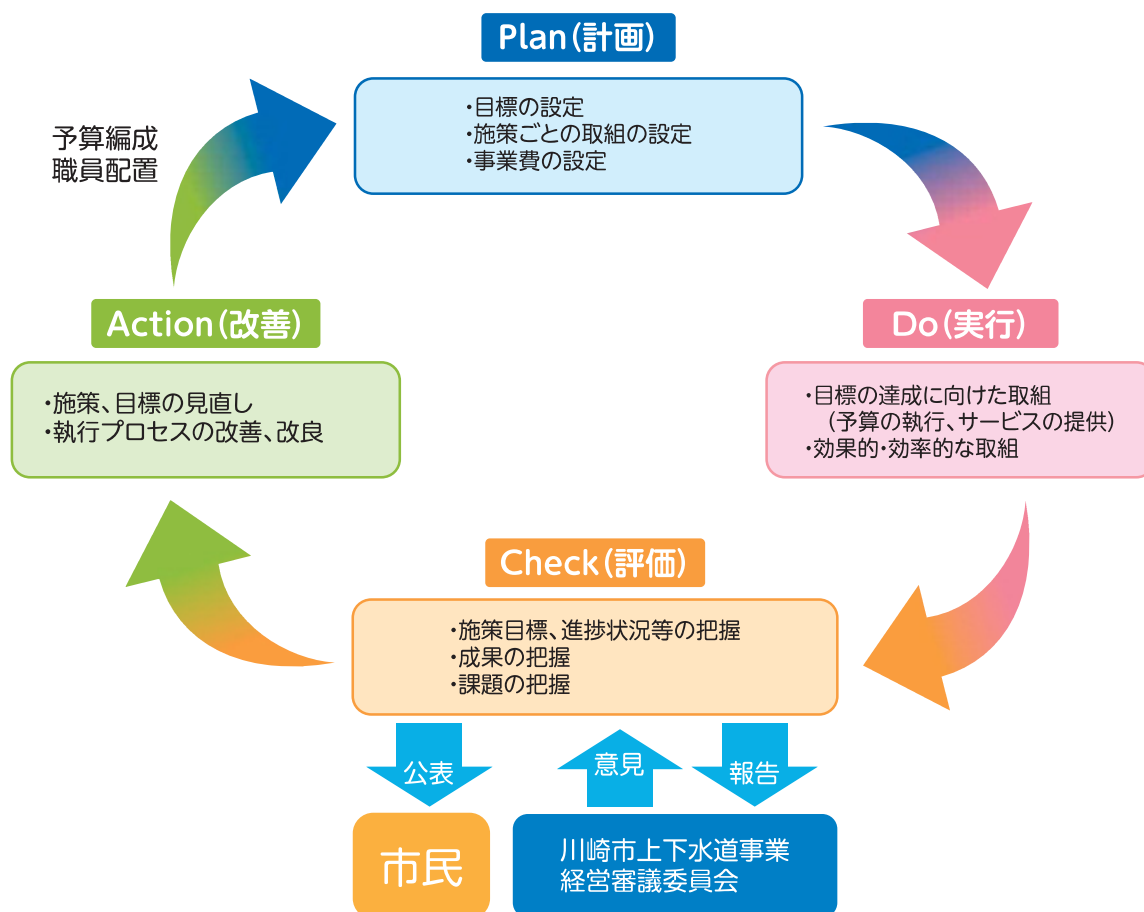 Plan(計画)
・目標の設定
・施策ごとの取組の設定
・事業費の設定
予算編成
職員配置
Action(改善)
・施策、目標の見直し
・執行プロセスの改善、改良
Do(実行)
・目標の達成に向けた取組
(予算の執行、サービスの提供)
・効果的・効率的な取組
Check(評価)
・施策目標、進捗状況等の把握
・成果の把握
・課題の把握
公表
意見
報告
市民
川崎市上下水道事業
経営審議委員会